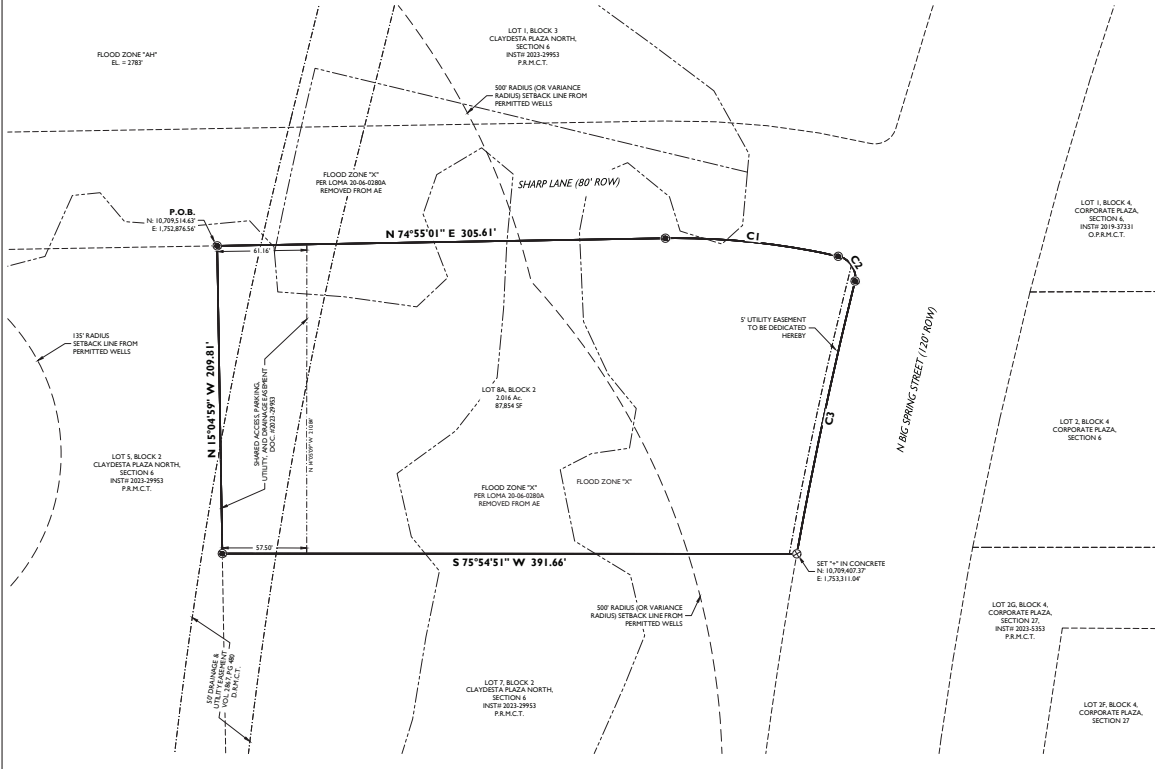 FLOOD ZONE "AH"
EL. = 2783'
LOT 1, BLOCK 3
CLAYDESTA PLAZA NORTH,
SECTION 6
INST# 2023-29953
P.R.M.C.T.
500' RADIUS (OR VARIANCE
RADIUS) SETBACK LINE FROM
PERMITTED WELLS
FLOOD ZONE "X"
PER LOMA 20-06-0280A
REMOVED FROM AE
SHARP LANE (80' ROW)
LOT 1, BLOCK 4,
CORPORATE PLAZA,
SECTION 6,
INST# 2019-37331
O.P.R.M.C.T.
P.O.B.
N: 10,709,514.63'
E: 1,752,876.56'
N 74°55'01" E 305.61'
C1
C2
61.16'
135' RADIUS
SETBACK LINE FROM
PERMITTED WELLS
5' UTILITY EASEMENT
TO BE DEDICATED
HEREBY
N 15°04'59" W 209.81'
SHARED ACCESS, PARKING,
UTILITY, AND DRAINAGE EASEMENT
DOC. #2023-29953
LOT 8A, BLOCK 2
2.016 Ac.
87,854 SF
C3
N BIG SPRING STREET (120' ROW)
LOT 2, BLOCK 4
CORPORATE PLAZA,
SECTION 6
LOT 5, BLOCK 2
CLAYDESTA PLAZA NORTH,
SECTION 6
INST# 2023-29953
P.R.M.C.T.
FLOOD ZONE "X"
PER LOMA 20-06-0280A
REMOVED FROM AE
FLOOD ZONE "X"
57.50'
S 75°54'51" W 391.66'
SET "+" IN CONCRETE
N: 10,709,407.37'
E: 1,753,311.04'
500' RADIUS (OR VARIANCE
RADIUS) SETBACK LINE FROM
PERMITTED WELLS
LOT 2G, BLOCK 4,
CORPORATE PLAZA,
SECTION 27,
INST# 2023-5353
P.R.M.C.T.
50' DRAINAGE &
UTILITY EASEMENT
VOL. 2867, PG 480
D.R.M.C.T.
LOT 7, BLOCK 2
CLAYDESTA PLAZA NORTH,
SECTION 6
INST# 2023-29953
P.R.M.C.T.
LOT 2F, BLOCK 4,
CORPORATE PLAZA,
SECTION 27